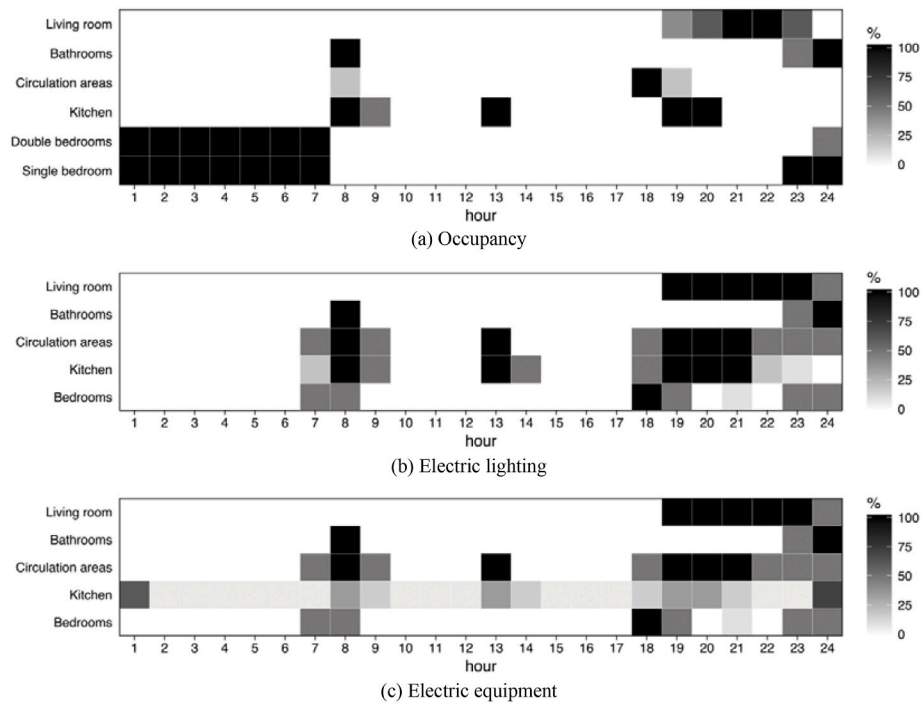 %
Living room
100
Bathrooms
75
Circulation areas
50
Kitchen
25
Double bedrooms
0
Single bedroom
1 2 3 4 5 6 7 8 9 10 11 12 13 14 15 16 17 18 19 20 21 22 23 24
hour
(a) Occupancy
%
Living room
100
Bathrooms
75
Circulation areas
50
Kitchen
25
Bedrooms
0
1 2 3 4 5 6 7 8 9 10 11 12 13 14 15 16 17 18 19 20 21 22 23 24
hour
(b) Electric lighting
%
Living room
100
Bathrooms
75
Circulation areas
50
Kitchen
25
Bedrooms
0
1 2 3 4 5 6 7 8 9 10 11 12 13 14 15 16 17 18 19 20 21 22 23 24
hour
(c) Electric equipment